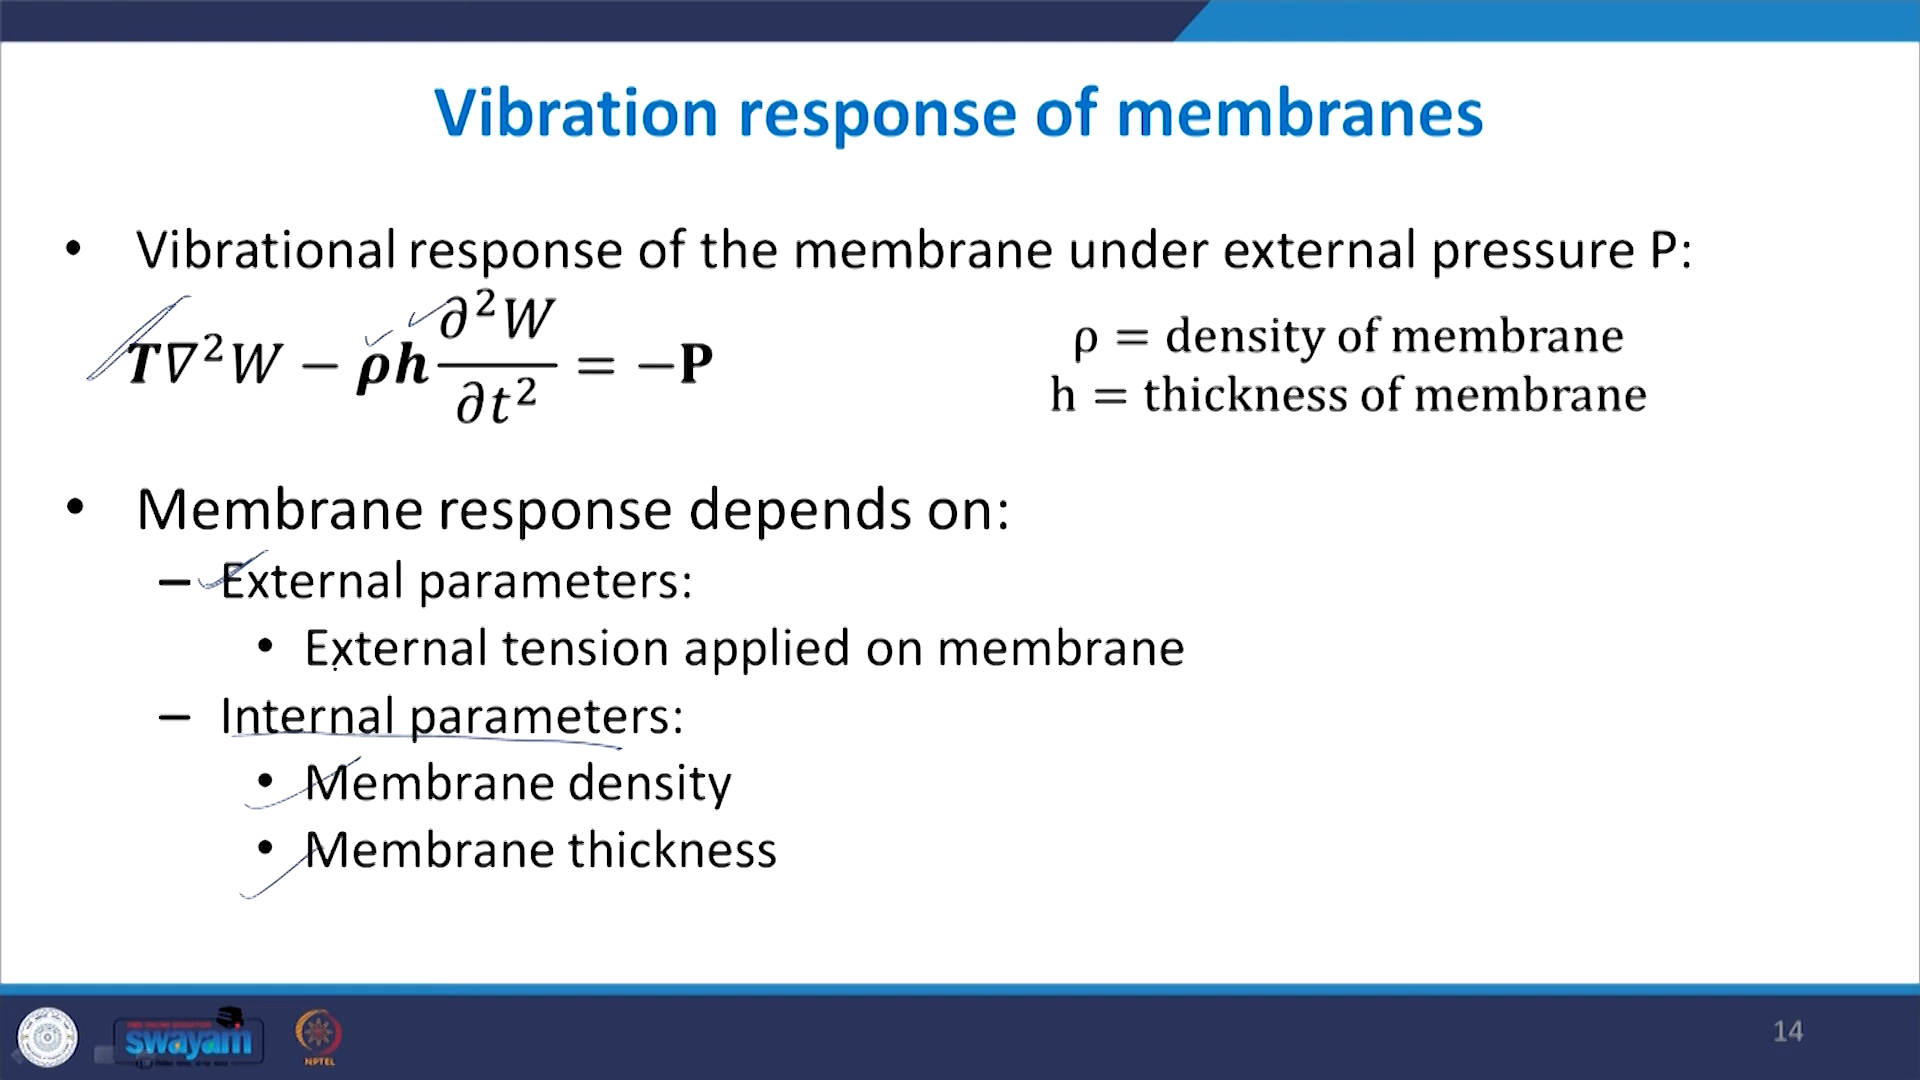 Vibration response of membranes
• Vibrational response of the membrane under external pressure P:
T∇²W − ρh ∂²W/∂t² = −P
ρ = density of membrane
h = thickness of membrane
• Membrane response depends on:
– External parameters:
• External tension applied on membrane
– Internal parameters:
• Membrane density
• Membrane thickness
swayam
NPTEL
14